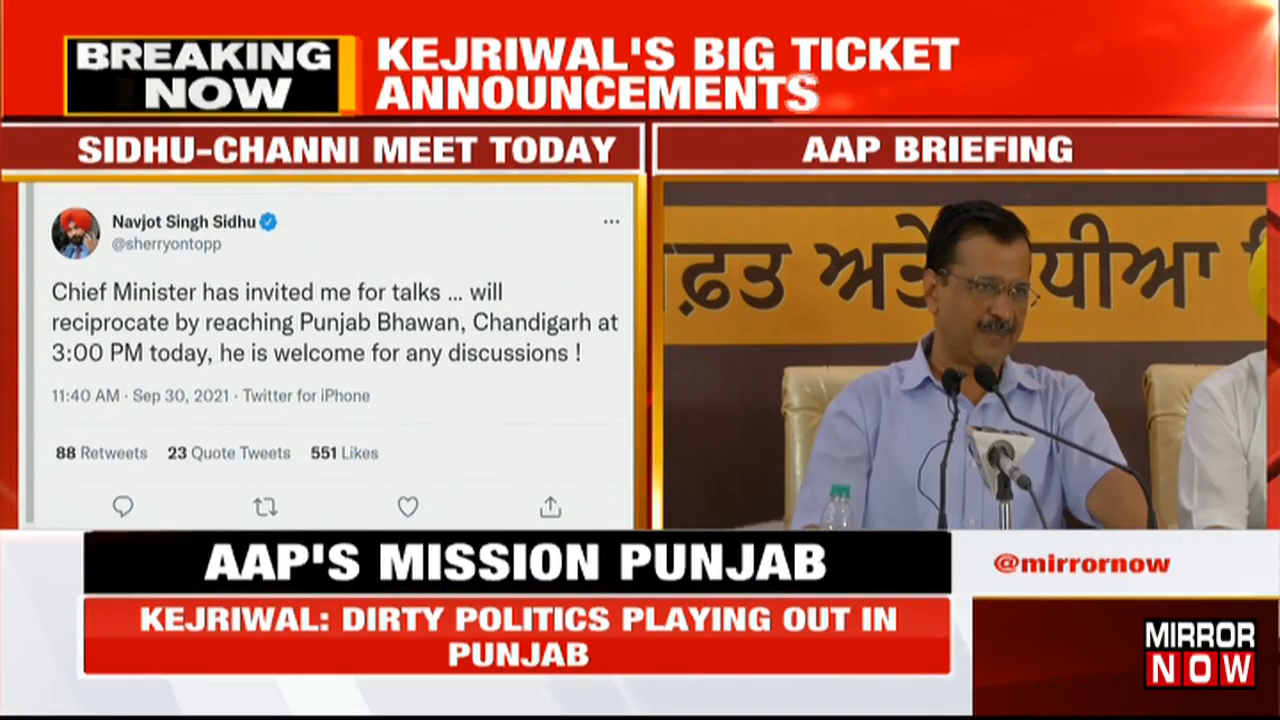 BREAKING
NOW
KEJRIWAL'S BIG TICKET
ANNOUNCEMENTS
SIDHU-CHANNI MEET TODAY
AAP BRIEFING
Navjot Singh Sidhu
@sherryontopp
Chief Minister has invited me for talks ... will
reciprocate by reaching Punjab Bhawan, Chandigarh at
3:00 PM today, he is welcome for any discussions !
11:40 AM · Sep 30, 2021 · Twitter for iPhone
88 Retweets 23 Quote Tweets 551 Likes
ਅਤੇ
AAP'S MISSION PUNJAB
@mirrornow
KEJRIWAL: DIRTY POLITICS PLAYING OUT IN
PUNJAB
MIRROR
NOW